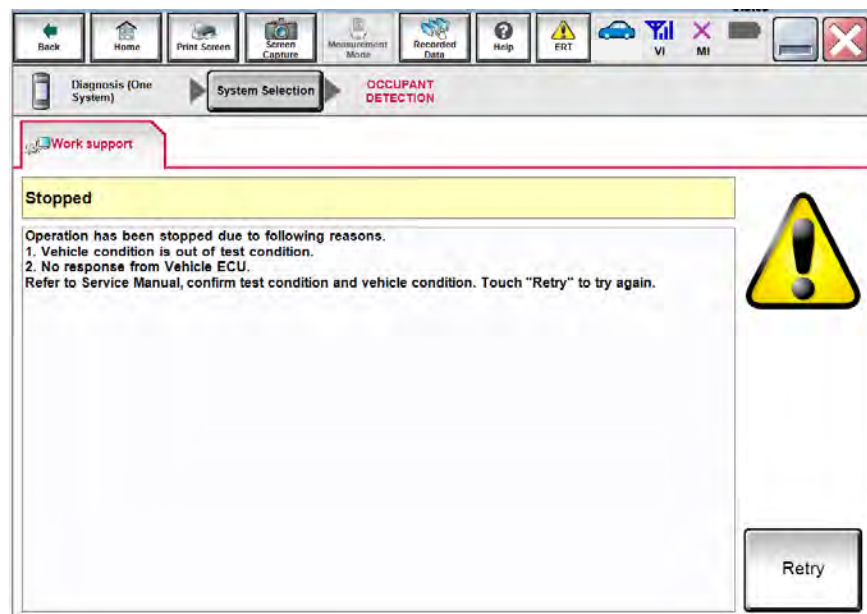 Back
Home
Print Screen
Screen
Capture
Measurement
Mode
Recorded
Data
Help
ERT
VI
MI
Diagnosis (One
System)
System Selection
OCCUPANT
DETECTION
Work support
Stopped
Operation has been stopped due to following reasons.
1. Vehicle condition is out of test condition.
2. No response from Vehicle ECU.
Refer to Service Manual, confirm test condition and vehicle condition. Touch "Retry" to try again.
Retry